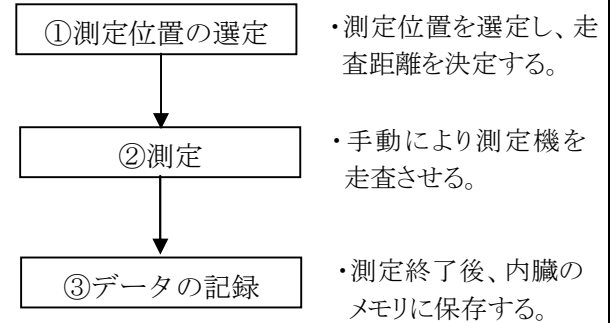 ①測定位置の選定
・測定位置を選定し、走
査距離を決定する。
②測定
・手動により測定機を
走査させる。
③データの記録
・測定終了後、内臓の
メモリに保存する。